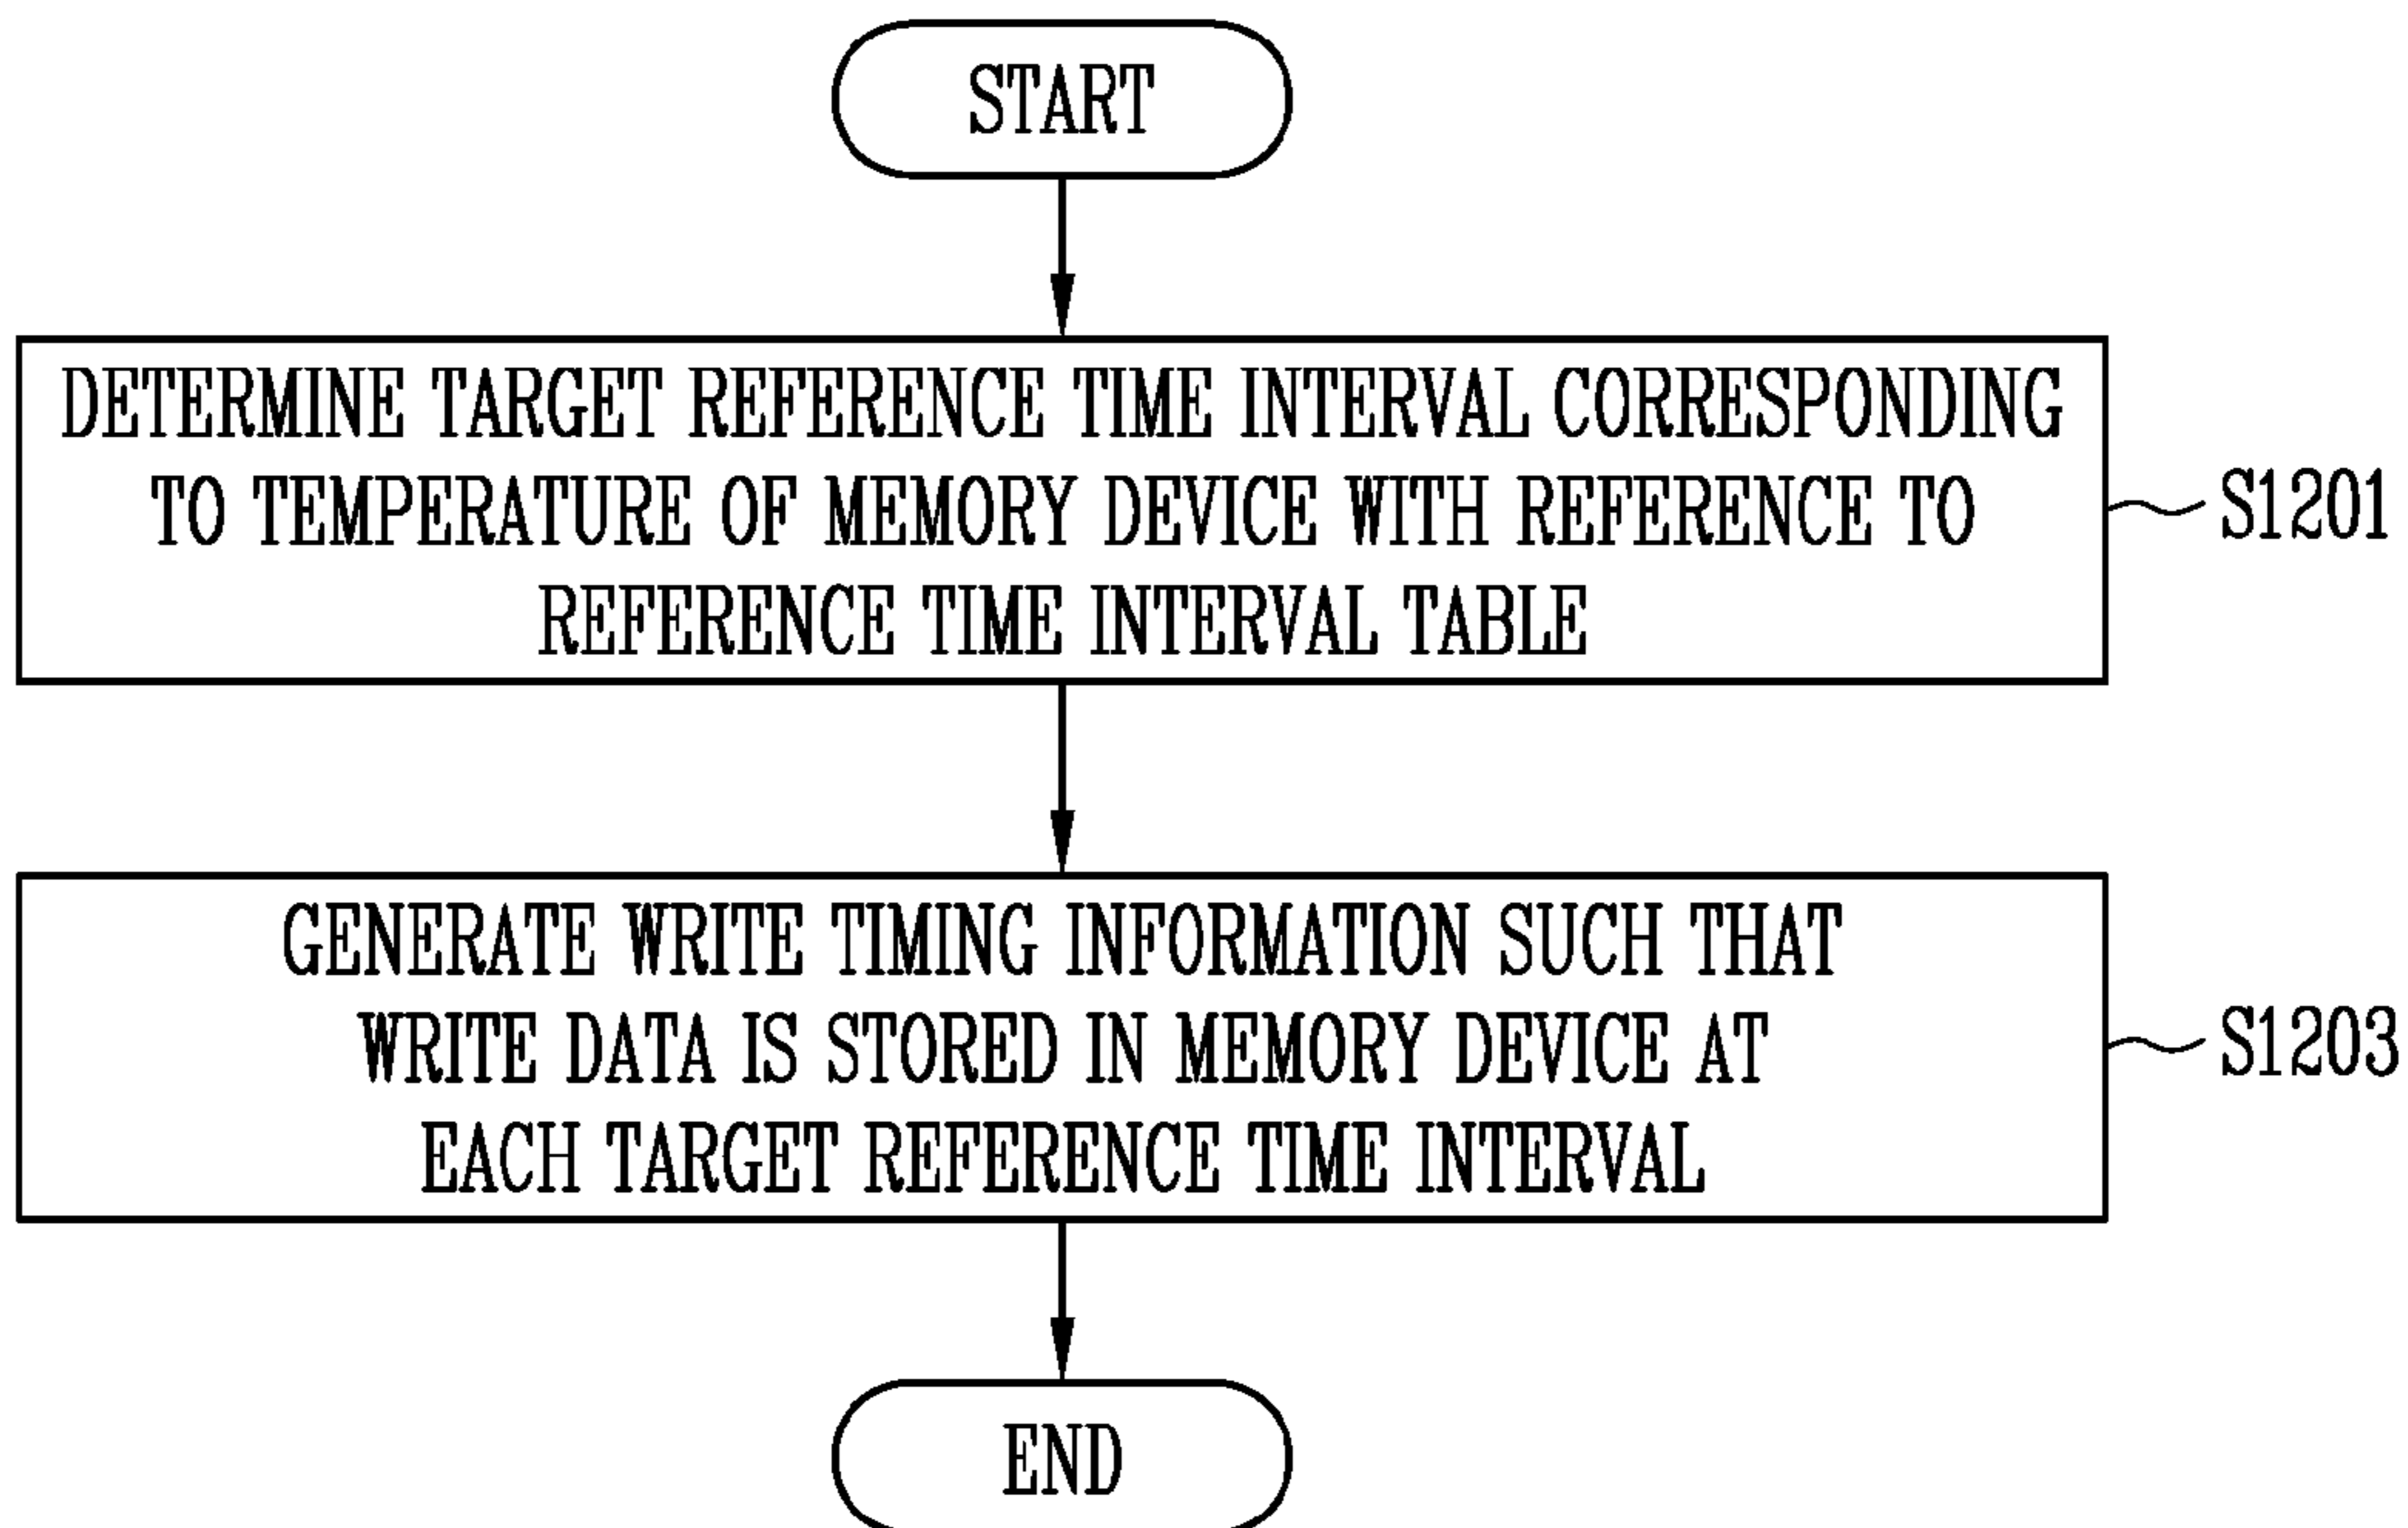 START
DETERMINE TARGET REFERENCE TIME INTERVAL CORRESPONDING
TO TEMPERATURE OF MEMORY DEVICE WITH REFERENCE TO
REFERENCE TIME INTERVAL TABLE
S1201
GENERATE WRITE TIMING INFORMATION SUCH THAT
WRITE DATA IS STORED IN MEMORY DEVICE AT
EACH TARGET REFERENCE TIME INTERVAL
S1203
END